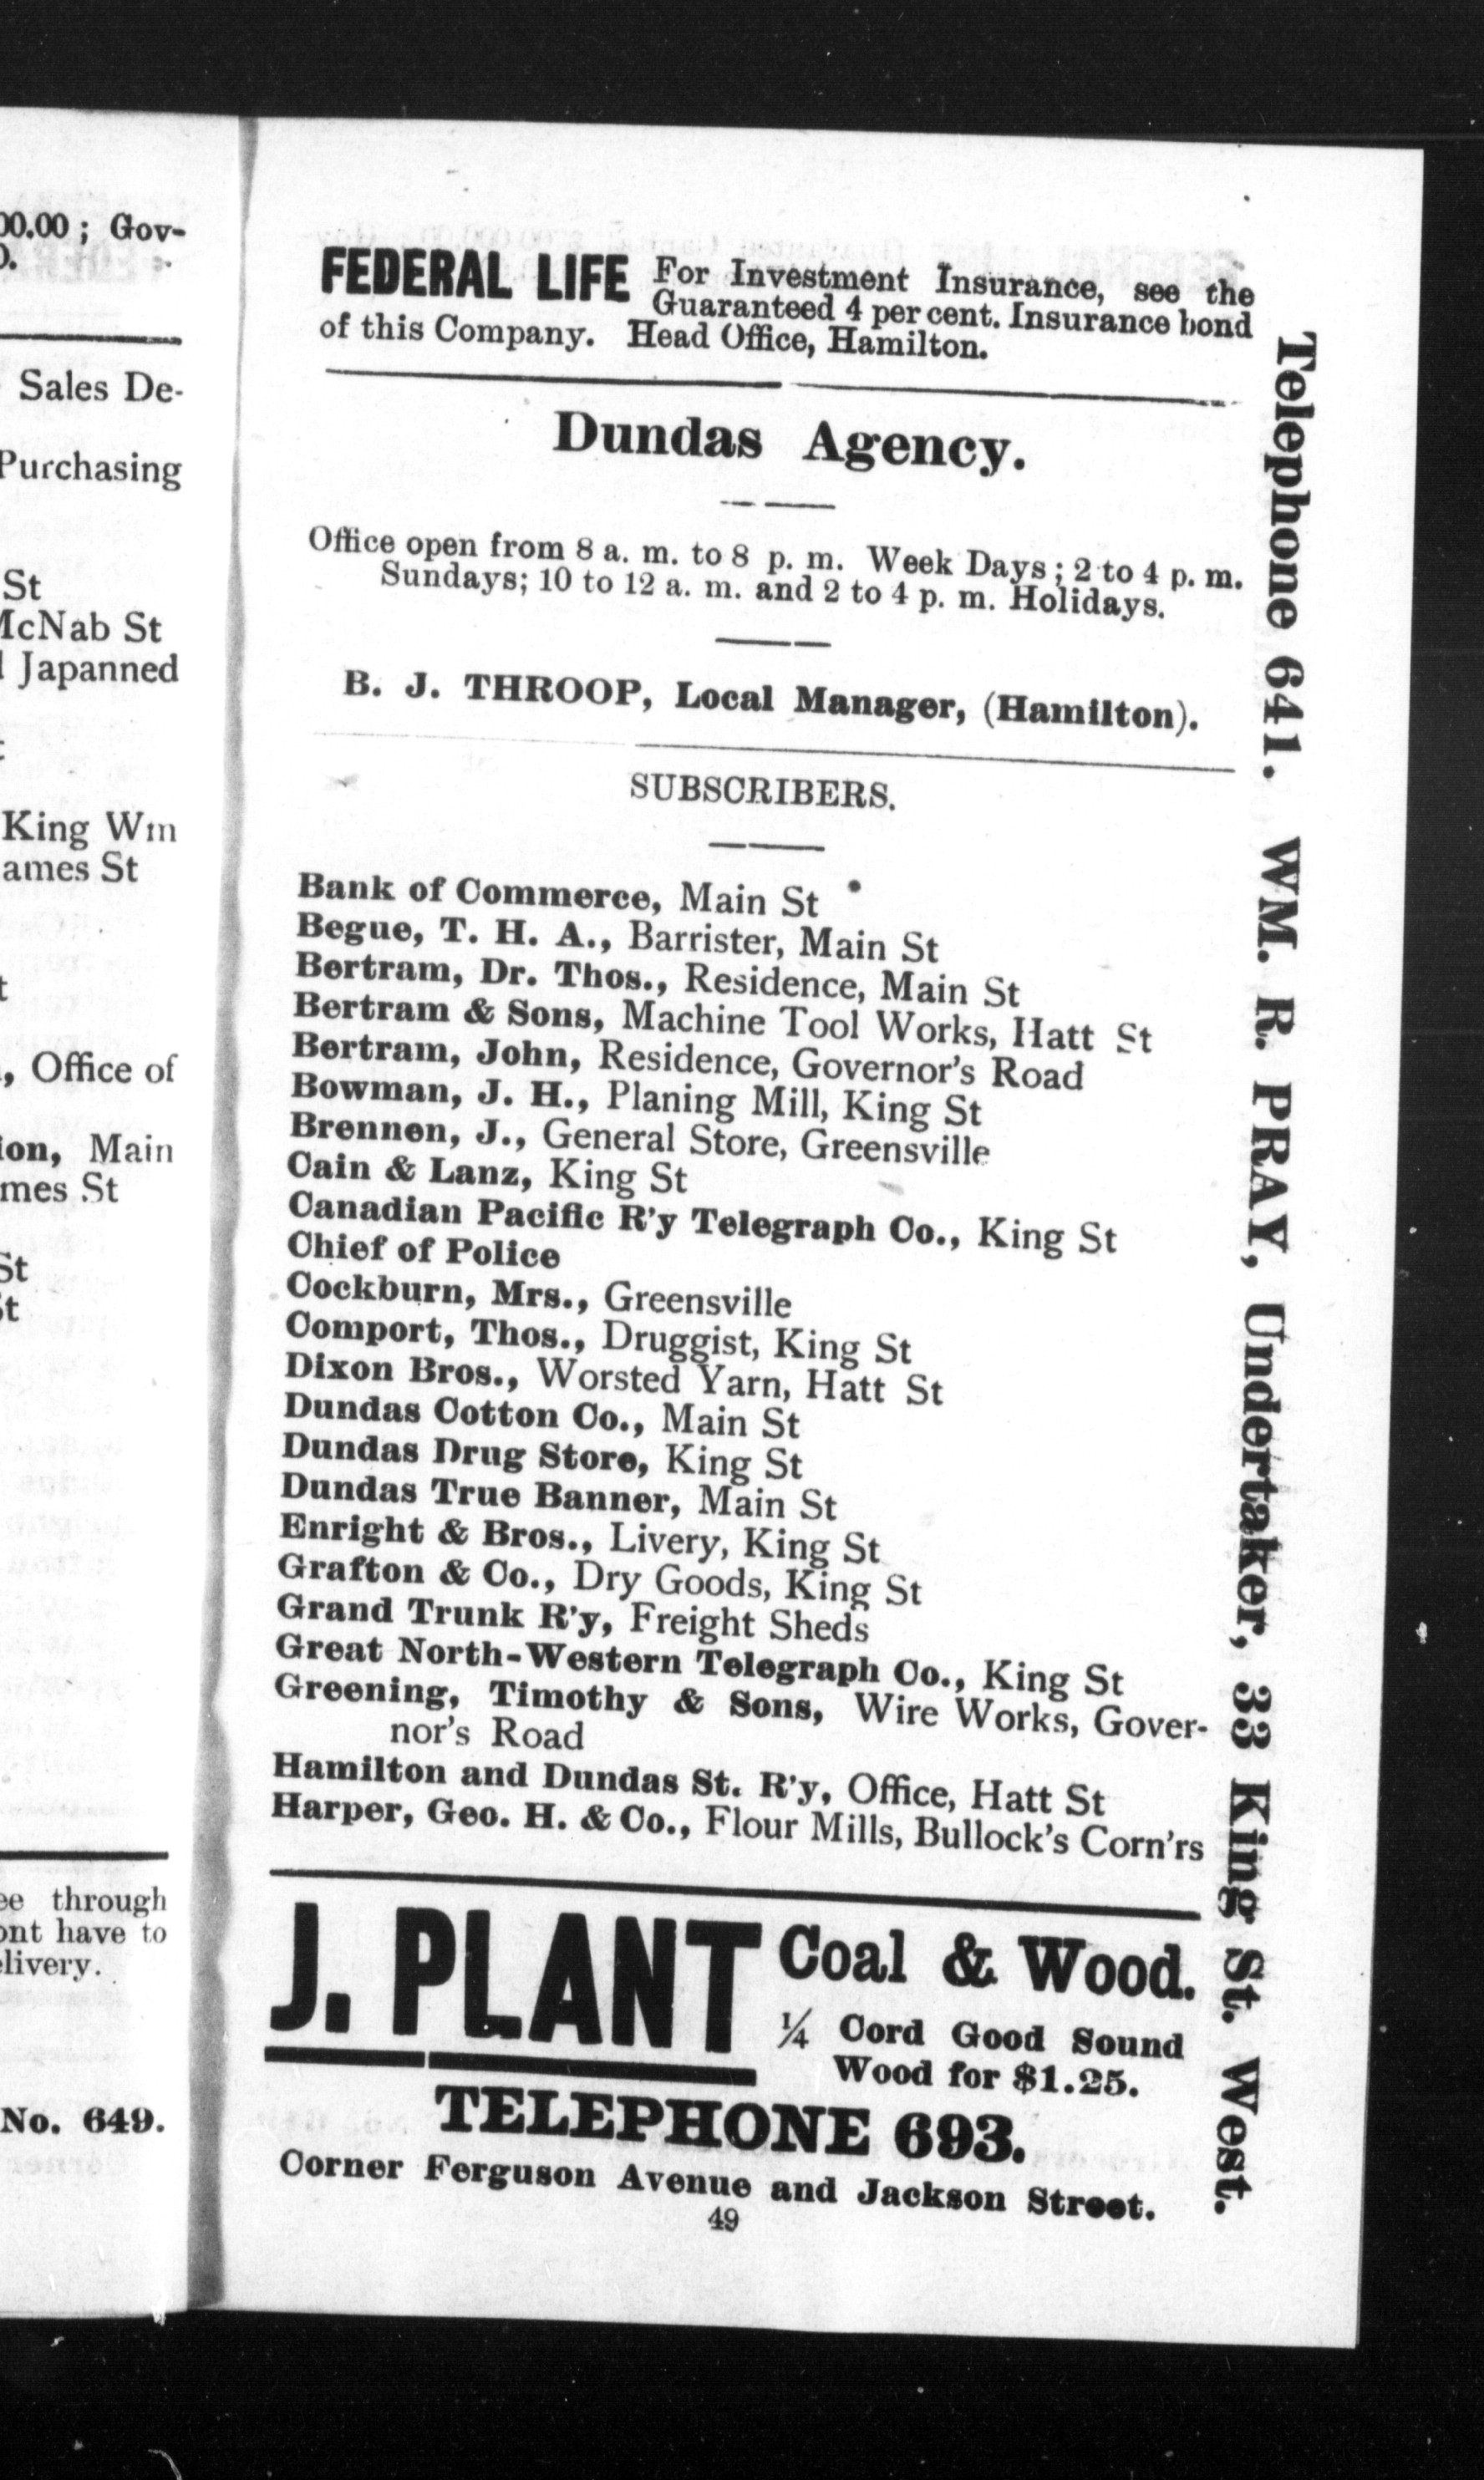 00.00 ; Gov-
Sales De-
Purchasing
St
McNab St
Japanned
King Wm
ames St
, Office of
ion, Main
mes St
St
St
ee through
ont have to
elivery.
No. 649.
FEDERAL LIFE For Investment Insurance, see the
Guaranteed 4 per cent. Insurance bond
of this Company. Head Office, Hamilton.
Dundas Agency.
Office open from 8 a. m. to 8 p. m. Week Days ; 2 to 4 p. m.
Sundays; 10 to 12 a. m. and 2 to 4 p. m. Holidays.
B. J. THROOP, Local Manager, (Hamilton).
SUBSCRIBERS.
Bank of Commerce, Main St
Begue, T. H. A., Barrister, Main St
Bertram, Dr. Thos., Residence, Main St
Bertram & Sons, Machine Tool Works, Hatt St
Bertram, John, Residence, Governor's Road
Bowman, J. H., Planing Mill, King St
Brennen, J., General Store, Greensville
Cain & Lanz, King St
Canadian Pacific R'y Telegraph Co., King St
Chief of Police
Cockburn, Mrs., Greensville
Comport, Thos., Druggist, King St
Dixon Bros., Worsted Yarn, Hatt St
Dundas Cotton Co., Main St
Dundas Drug Store, King St
Dundas True Banner, Main St
Enright & Bros., Livery, King St
Grafton & Co., Dry Goods, King St
Grand Trunk R'y, Freight Sheds
Great North-Western Telegraph Co., King St
Greening, Timothy & Sons, Wire Works, Gover-
nor's Road
Hamilton and Dundas St. R'y, Office, Hatt St
Harper, Geo. H. & Co., Flour Mills, Bullock's Corn'rs
J. PLANT Coal & Wood.
¼ Cord Good Sound
Wood for $1.25.
TELEPHONE 693.
Corner Ferguson Avenue and Jackson Street.
49
Telephone 641. WM. R. PRAY, Undertaker, 33 King St. West.